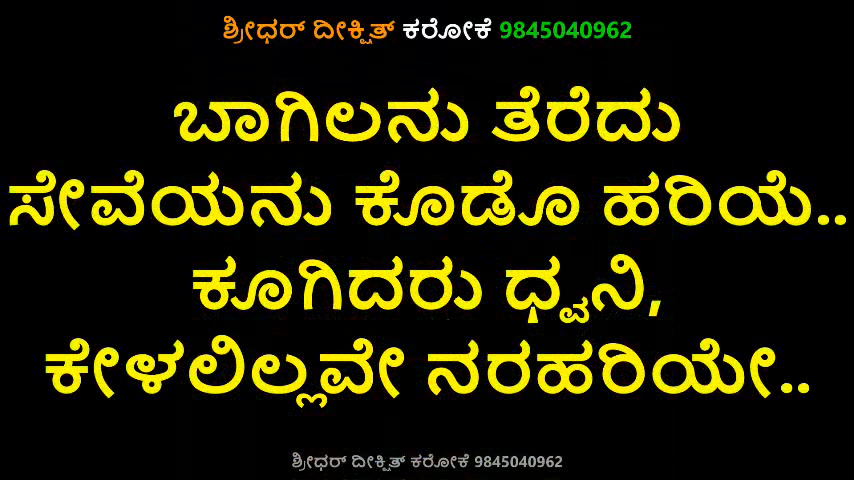 ಶ್ರೀಧರ್ ದೀಕ್ಷಿತ್ ಕರೋಕೆ 9845040962
ಬಾಗಿಲನು ತೆರೆದು
ಸೇವೆಯನು ಕೊಡೊ ಹರಿಯೆ..
ಕೂಗಿದರು ಧ್ವನಿ,
ಕೇಳಲಿಲ್ಲವೇ ನರಹರಿಯೇ..
ಶ್ರೀಧರ್ ದೀಕ್ಷಿತ್ ಕರೋಕೆ 9845040962